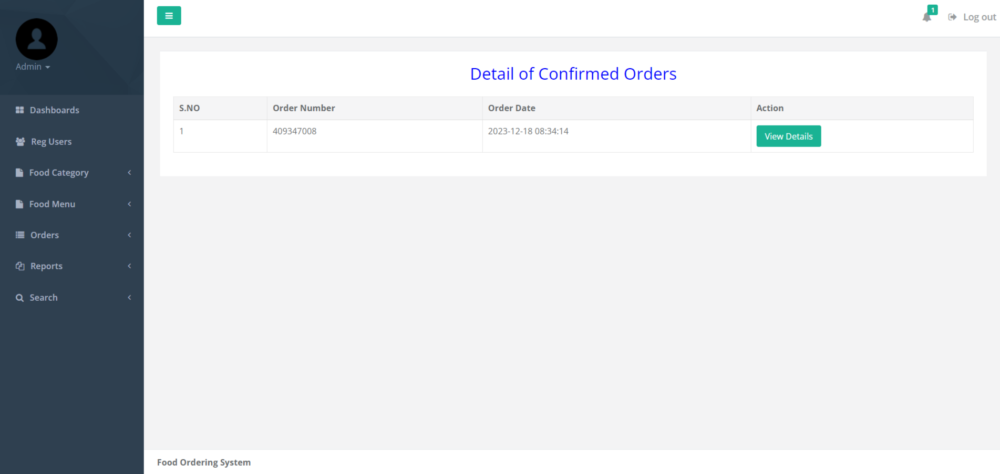 1
Log out
Admin
Detail of Confirmed Orders
S.NO Order Number Order Date Action
1 409347008 2023-12-18 08:34:14 View Details
Dashboards
Reg Users
Food Category
Food Menu
Orders
Reports
Search
Food Ordering System